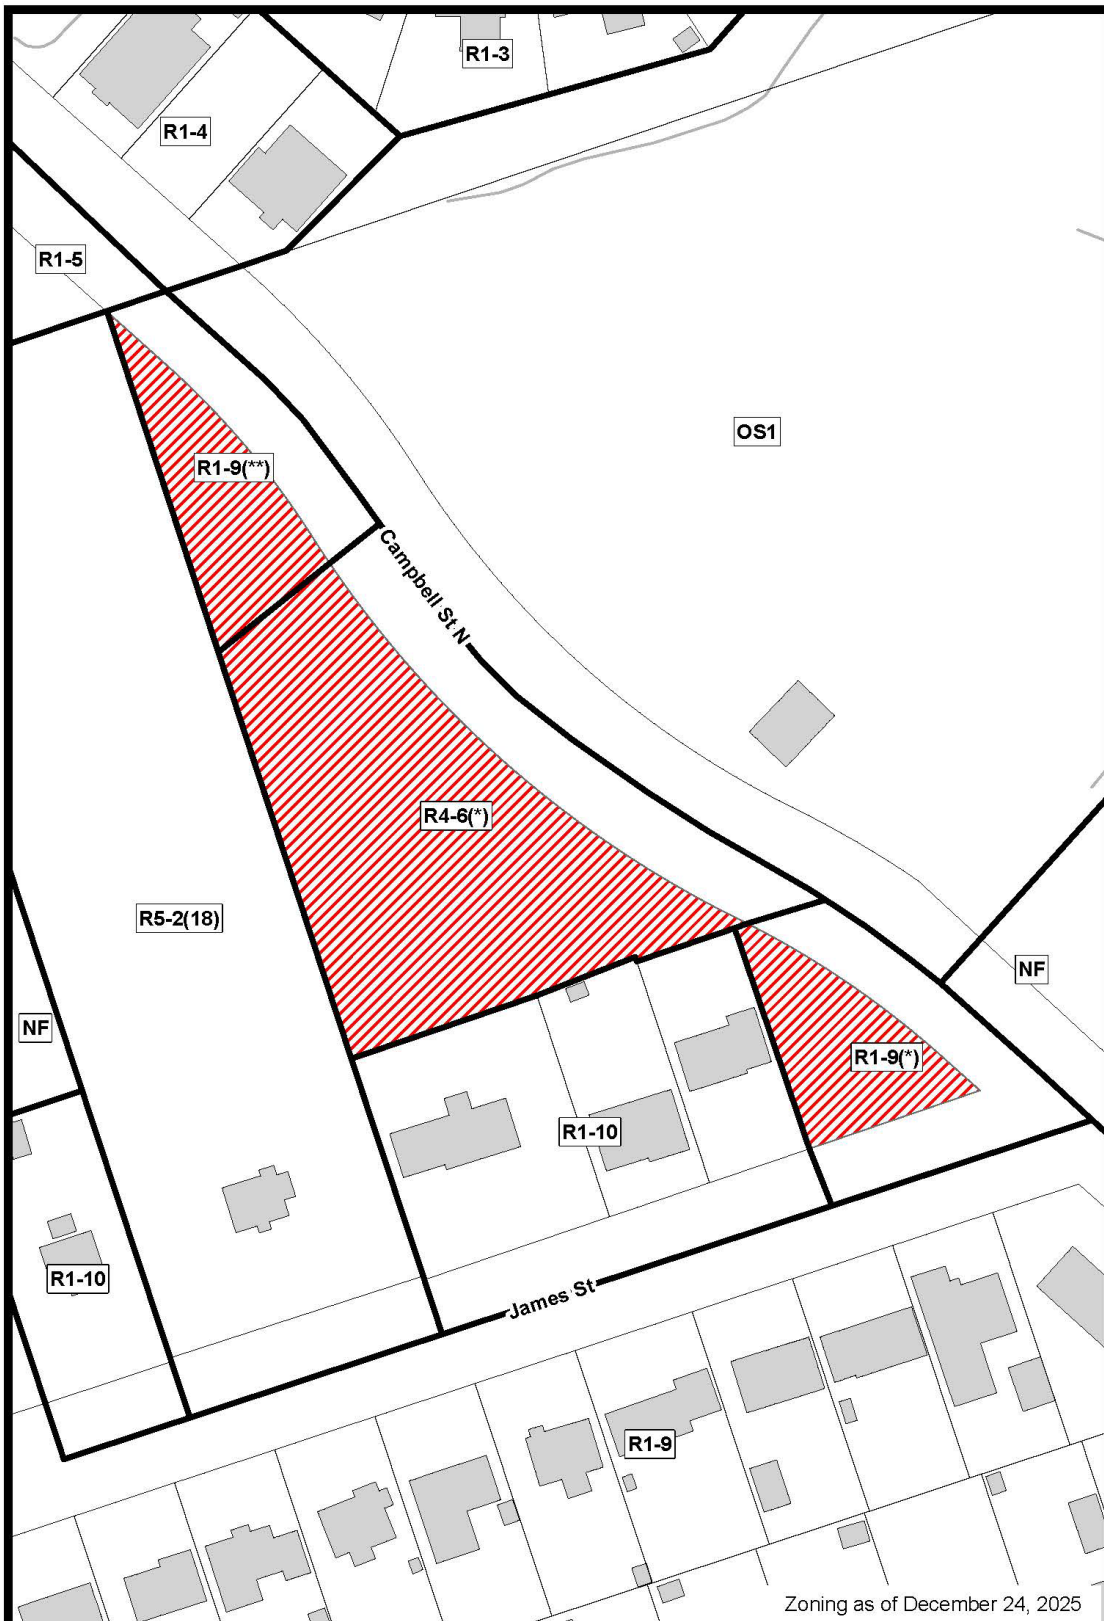 R1-3
R1-4
R1-5
OS1
R1-9(**)
Campbell St N
R4-6(*)
R5-2(18)
NF
NF
R1-9(*)
R1-10
R1-10
James St
R1-9
Zoning as of December 24, 2025